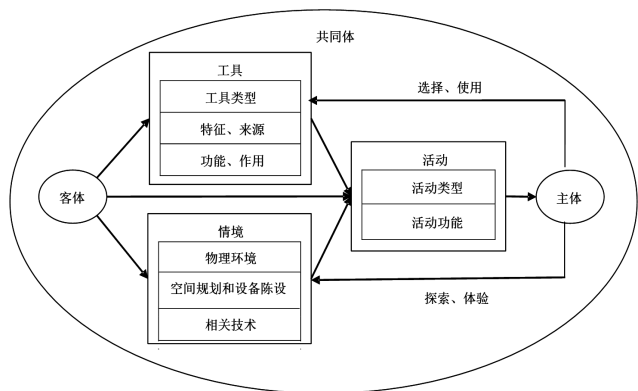 共同体
工具
工具类型
特征、来源
功能、作用
选择、使用
活动
活动类型
活动功能
客体
主体
情境
物理环境
空间规划和设备陈设
相关技术
探索、体验